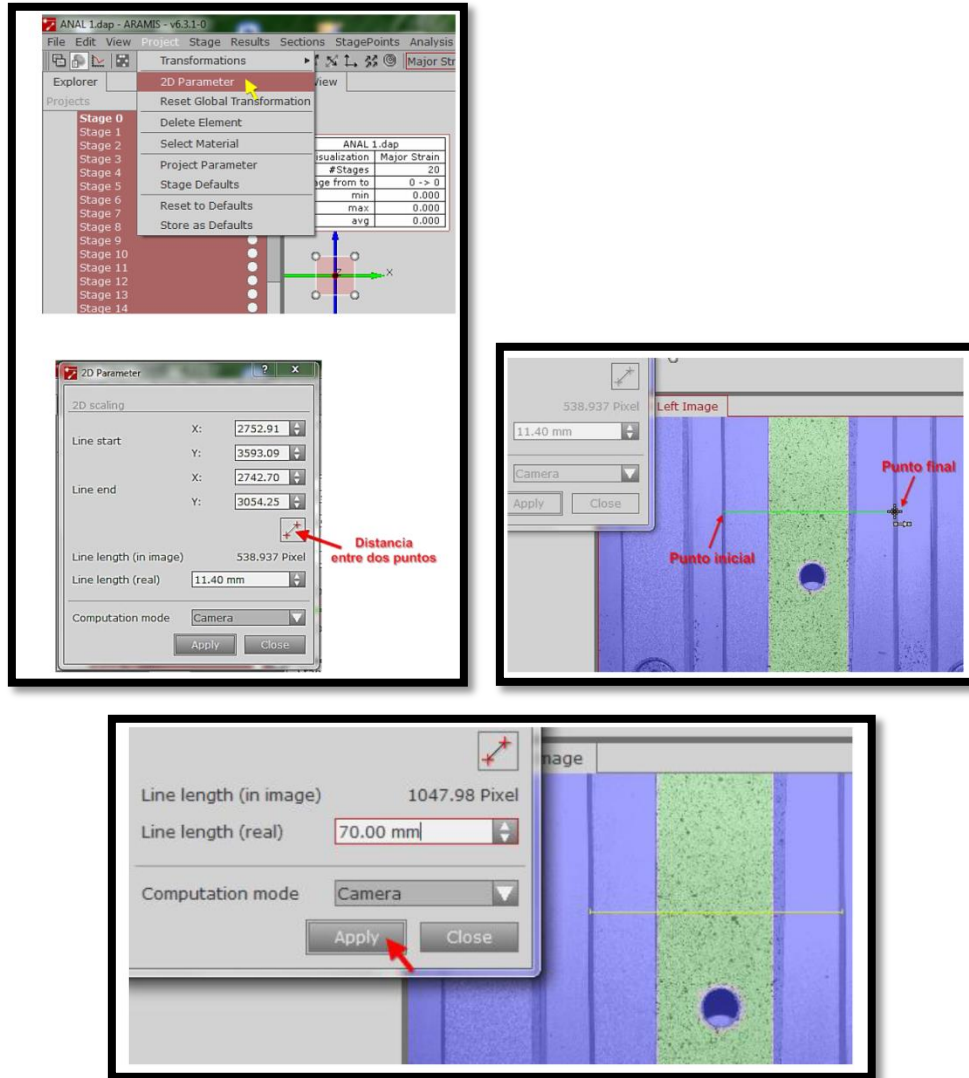 ANAL 1.dap - ARAMIS - v6.3.1-0
File Edit View Project Stage Results Sections StagePoints Analysis
Transformations
Major Str
Explorer
2D Parameter
Projects
Reset Global Transformation
Stage 0
Stage 1
Delete Element
Stage 2
Select Material
ANAL 1.dap
Stage 3
isualization Major Strain
Stage 4
Project Parameter
#Stages 20
Stage 5
Stage Defaults
age from to 0 -> 0
Stage 6
min 0.000
Stage 7
Reset to Defaults
max 0.000
Stage 8
Store as Defaults
avg 0.000
Stage 9
Stage 10
Stage 11
X
Stage 12
Stage 13
Stage 14
2D Parameter ? X
2D scaling
Line start
X: 2752.91
Y: 3593.09
Line end
X: 2742.70
Y: 3054.25
Distancia
entre dos puntos
Line length (in image) 538.937 Pixel
Line length (real) 11.40 mm
Computation mode Camera
Apply Close
538.937 Pixel
Left Image
11.40 mm
Camera
Apply Close
Punto final
Punto inicial
mage
Line length (in image) 1047.98 Pixel
Line length (real) 70.00 mm
Computation mode Camera
Apply Close